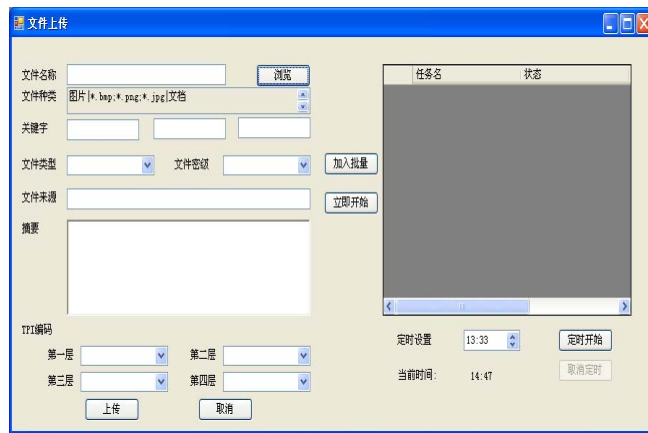 文件上传
文件名称 浏览 任务名 状态
文件种类 图片|*.bmp;*.png;*.jpg|文档
关键字
文件类型 文件密级 加入批量
文件来源 立即开始
摘要
TPI编码
第一层 第二层 定时设置 13:33 定时开始
第三层 第四层 当前时间: 14:47 取消定时
上传 取消